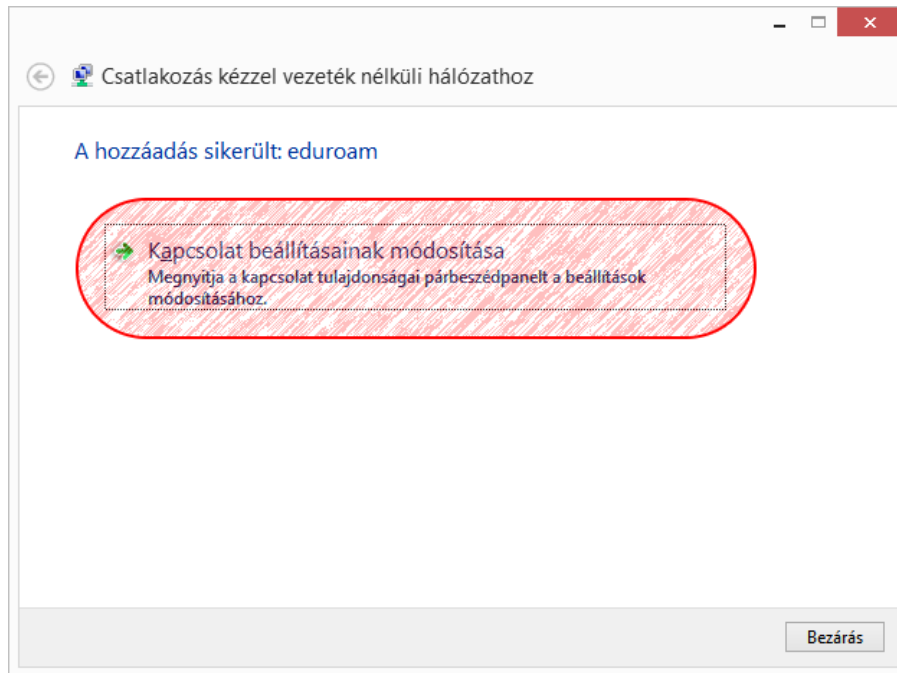 Csatlakozás kézzel vezeték nélküli hálózathoz
A hozzáadás sikerült: eduroam
Kapcsolat beállításainak módosítása
Megnyitja a kapcsolat tulajdonságai párbeszédpanelt a beállítások
módosításához.
Bezárás